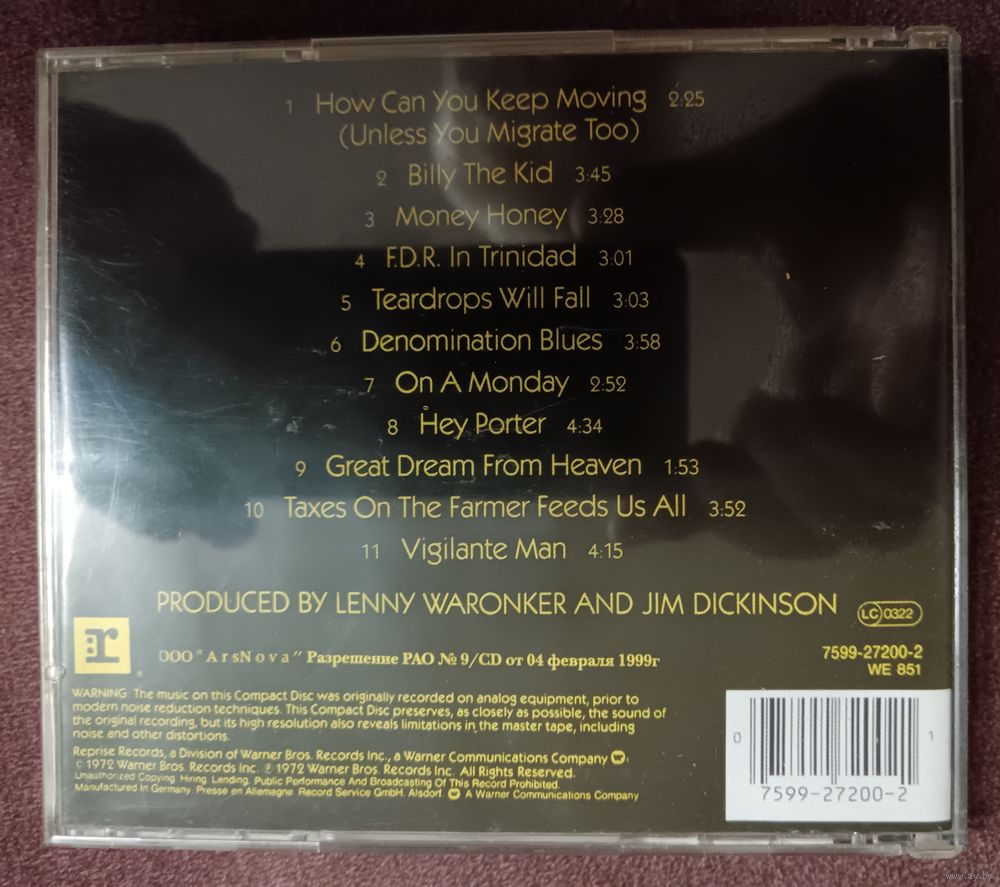 1 How Can You Keep Moving 2:25
(Unless You Migrate Too)
2 Billy The Kid 3:45
3 Money Honey 3:28
4 F.D.R. In Trinidad 3:01
5 Teardrops Will Fall 3:03
6 Denomination Blues 3:58
7 On A Monday 2:52
8 Hey Porter 4:34
9 Great Dream From Heaven 1:53
10 Taxes On The Farmer Feeds Us All 3:52
11 Vigilante Man 4:15
PRODUCED BY LENNY WARONKER AND JIM DICKINSON
LC 0322
r
ООО "ArsNova" Разрешение РАО № 9/CD от 04 февраля 1999г
7599-27200-2
WE 851
WARNING: The music on this Compact Disc was originally recorded on analog equipment, prior to
modern noise reduction techniques. This Compact Disc preserves, as closely as possible, the sound of
the original recording, but its high resolution also reveals limitations in the master tape, including
noise and other distortions.
Reprise Records, a Division of Warner Bros. Records Inc., a Warner Communications Company
© 1972 Warner Bros. Records Inc. ℗ 1972 Warner Bros. Records Inc. All Rights Reserved.
Unauthorized Copying, Hiring, Lending, Public Performance And Broadcasting Of This Record Prohibited.
Manufactured In Germany. Presse en Allemagne. Record Service GmbH, Alsdorf. A Warner Communications Company
0 7599-27200-2 1
www.ay.by